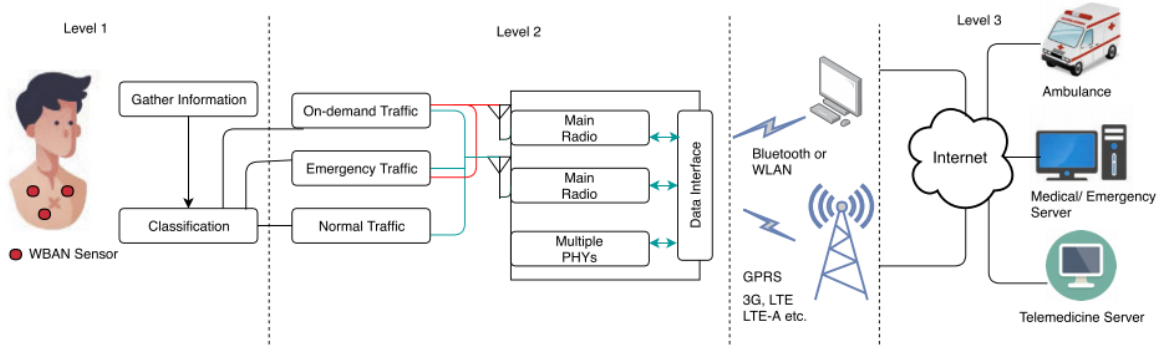 Level 1
Level 2
Level 3
Gather Information
Classification
WBAN Sensor
On-demand Traffic
Emergency Traffic
Normal Traffic
Main
Radio
Main
Radio
Multiple
PHYs
Data Interface
Bluetooth or
WLAN
GPRS
3G, LTE
LTE-A etc.
Internet
Ambulance
Medical/ Emergency
Server
Telemedicine Server